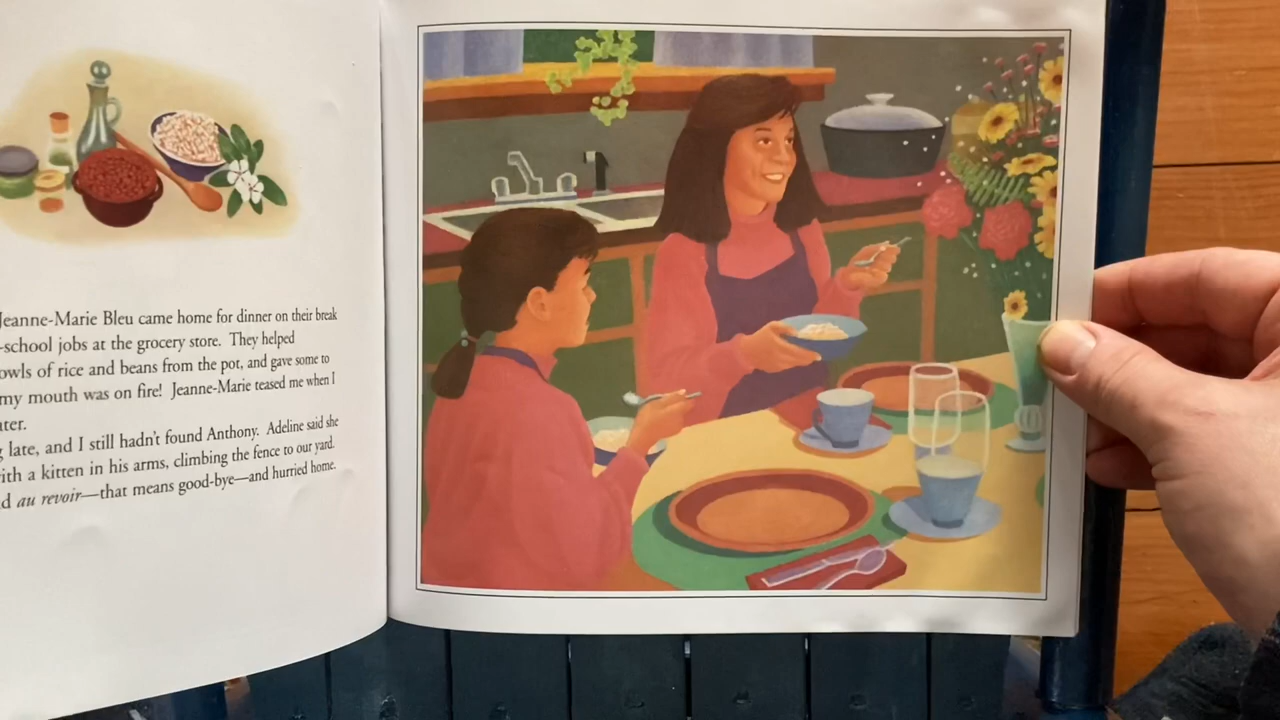 Jeanne-Marie Bleu came home for dinner on their break
-school jobs at the grocery store. They helped
owls of rice and beans from the pot, and gave some to
my mouth was on fire! Jeanne-Marie teased me when I
ater.
late, and I still hadn't found Anthony. Adeline said she
ith a kitten in his arms, climbing the fence to our yard.
d au revoir—that means good-bye—and hurried home.